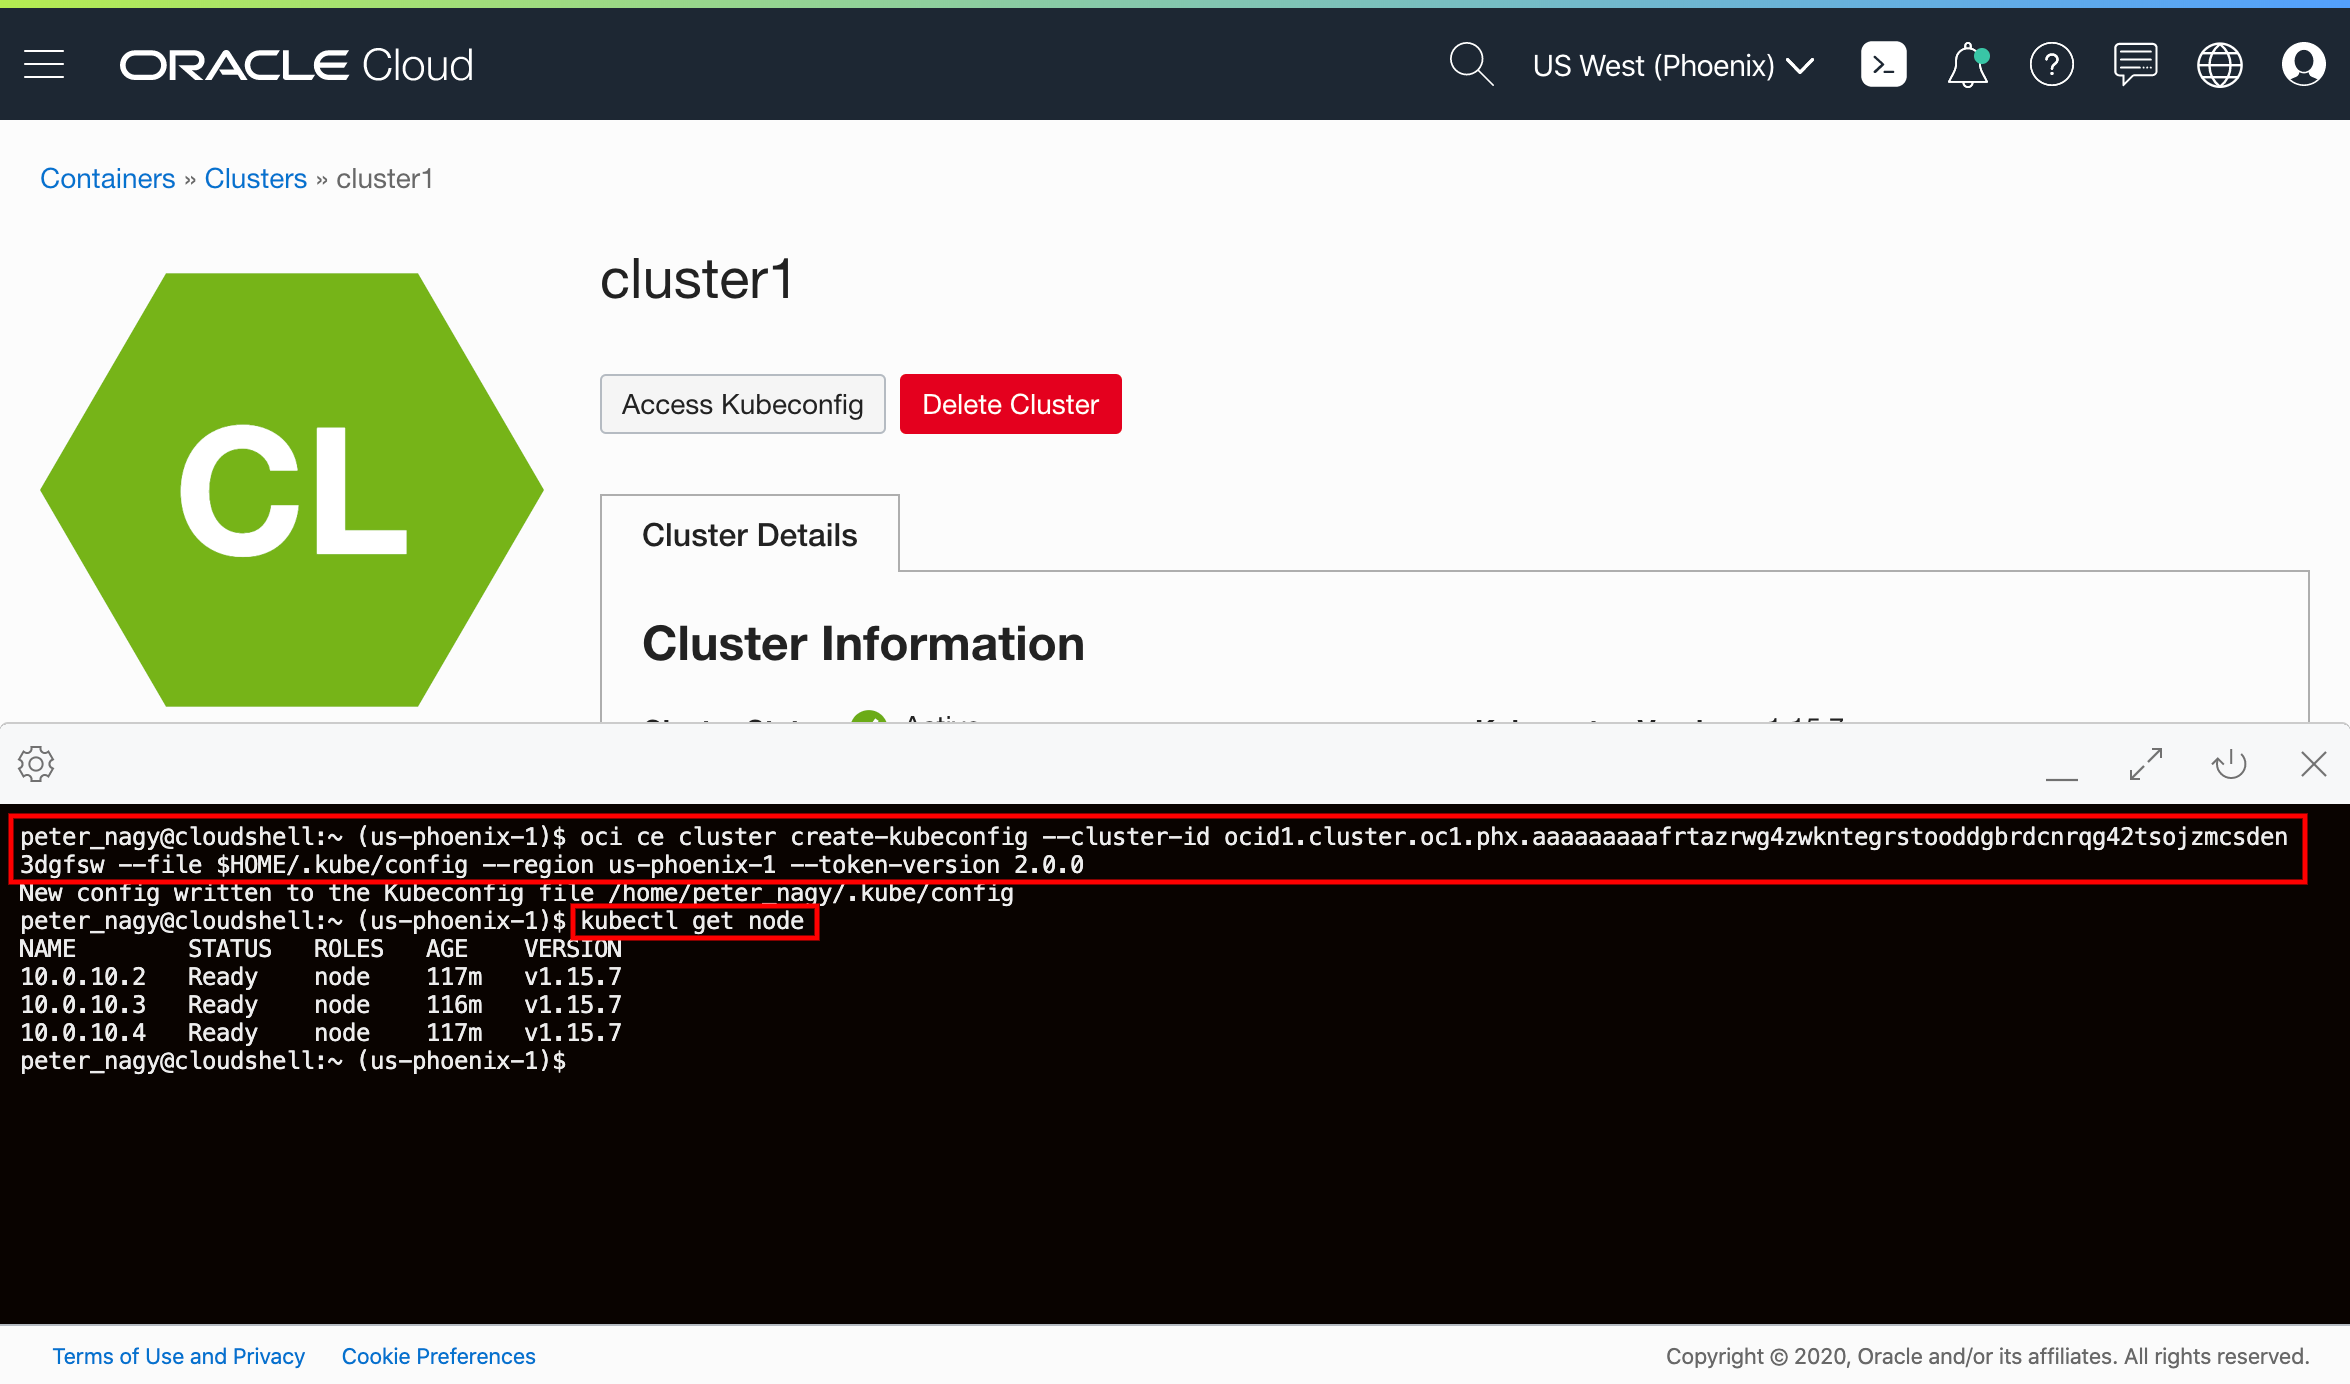 ORACLE Cloud
US West (Phoenix)
Containers » Clusters » cluster1
CL
cluster1
Access Kubeconfig
Delete Cluster
Cluster Details
Cluster Information
Active
1.15.7
peter_nagy@cloudshell:~ (us-phoenix-1)$ oci ce cluster create-kubeconfig --cluster-id ocid1.cluster.oc1.phx.aaaaaaaaafrtazrwg4zwkntegrstooddgbrdcnrqg42tsojzmcsden
3dgfsw --file $HOME/.kube/config --region us-phoenix-1 --token-version 2.0.0
New config written to the Kubeconfig file /home/peter_nagy/.kube/config
peter_nagy@cloudshell:~ (us-phoenix-1)$ kubectl get node
NAME STATUS ROLES AGE VERSION
10.0.10.2 Ready node 117m v1.15.7
10.0.10.3 Ready node 116m v1.15.7
10.0.10.4 Ready node 117m v1.15.7
peter_nagy@cloudshell:~ (us-phoenix-1)$
Terms of Use and Privacy
Cookie Preferences
Copyright © 2020, Oracle and/or its affiliates. All rights reserved.